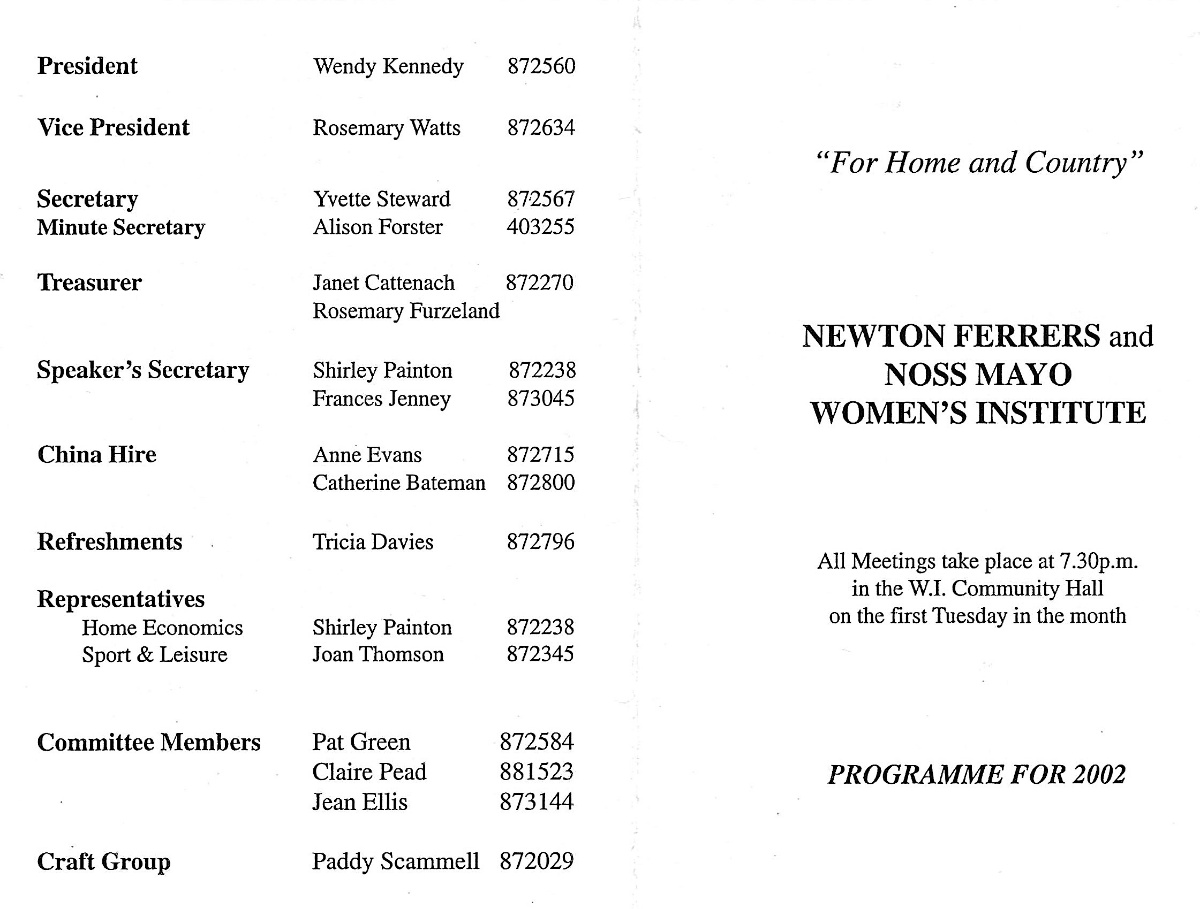 President Wendy Kennedy 872560
Vice President Rosemary Watts 872634
Secretary Yvette Steward 872567
Minute Secretary Alison Forster 403255
Treasurer Janet Cattenach 872270
Rosemary Furzeland
Speaker's Secretary Shirley Painton 872238
Frances Jenney 873045
China Hire Anne Evans 872715
Catherine Bateman 872800
Refreshments Tricia Davies 872796
Representatives
Home Economics Shirley Painton 872238
Sport & Leisure Joan Thomson 872345
Committee Members Pat Green 872584
Claire Pead 881523
Jean Ellis 873144
Craft Group Paddy Scammell 872029
"For Home and Country"
NEWTON FERRERS and
NOSS MAYO
WOMEN'S INSTITUTE
All Meetings take place at 7.30p.m.
in the W.I. Community Hall
on the first Tuesday in the month
PROGRAMME FOR 2002